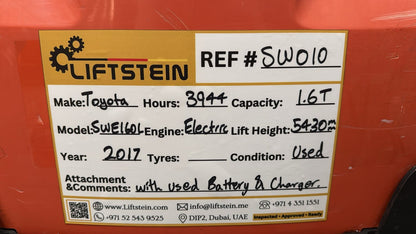 LIFTSTEIN
REF # SW010
Make: Toyota Hours: 3944 Capacity: 1.6T
Model: SWE160L Engine: Electric Lift Height: 5430m
Year: 2017 Tyres: Condition: Used
Attachment
&Comments: with used Battery & Charger.
www.Liftstein.com info@liftstein.me +971 4 351 1551
+971 52 543 9525 DIP2, Dubai, UAE Inspected - Approved - Ready